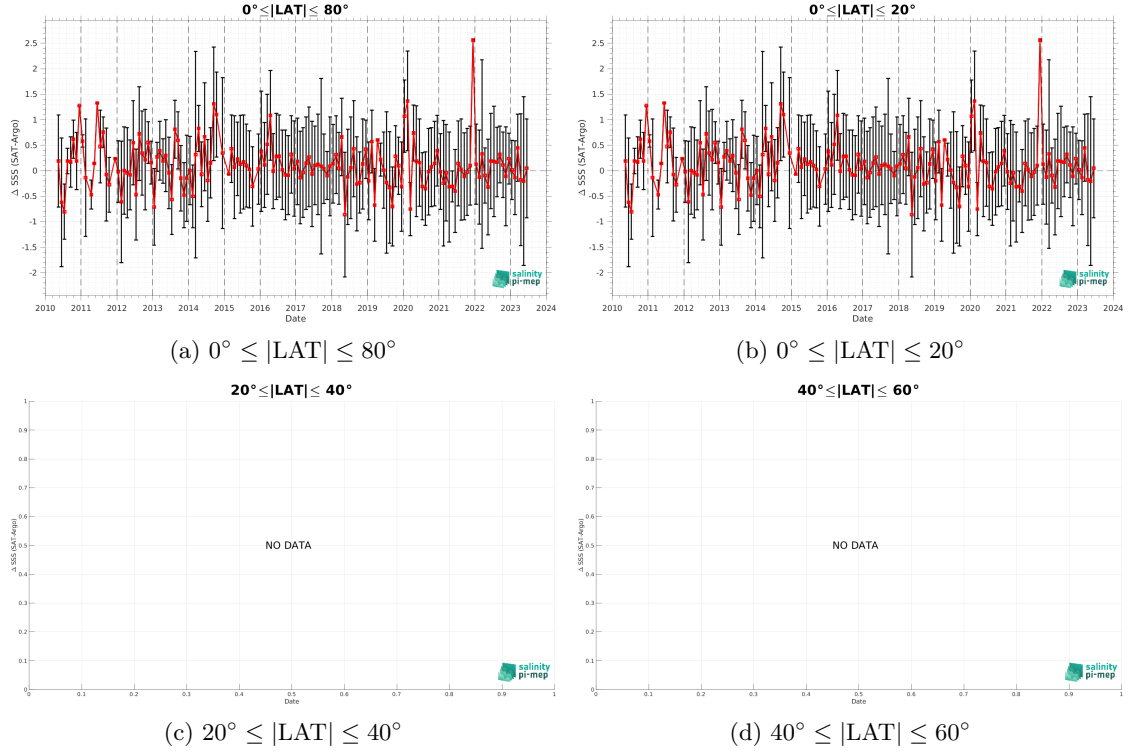 0°≤|LAT|≤ 80°
Δ SSS (SAT-Argo)
2.5
2
1.5
1
0.5
0
-0.5
-1
-1.5
-2
2010 2011 2012 2013 2014 2015 2016 2017 2018 2019 2020 2021 2022 2023 2024
Date
salinity
pi-mep
(a) 0° ≤ |LAT| ≤ 80°
0°≤|LAT|≤ 20°
Δ SSS (SAT-Argo)
2.5
2
1.5
1
0.5
0
-0.5
-1
-1.5
-2
2010 2011 2012 2013 2014 2015 2016 2017 2018 2019 2020 2021 2022 2023 2024
Date
salinity
pi-mep
(b) 0° ≤ |LAT| ≤ 20°
20°≤|LAT|≤ 40°
Δ SSS (SAT-Argo)
1
0.9
0.8
0.7
0.6
0.5
0.4
0.3
0.2
0.1
0
NO DATA
0 0.1 0.2 0.3 0.4 0.5 0.6 0.7 0.8 0.9 1
Date
salinity
pi-mep
(c) 20° ≤ |LAT| ≤ 40°
40°≤|LAT|≤ 60°
Δ SSS (SAT-Argo)
1
0.9
0.8
0.7
0.6
0.5
0.4
0.3
0.2
0.1
0
NO DATA
0 0.1 0.2 0.3 0.4 0.5 0.6 0.7 0.8 0.9 1
Date
salinity
pi-mep
(d) 40° ≤ |LAT| ≤ 60°